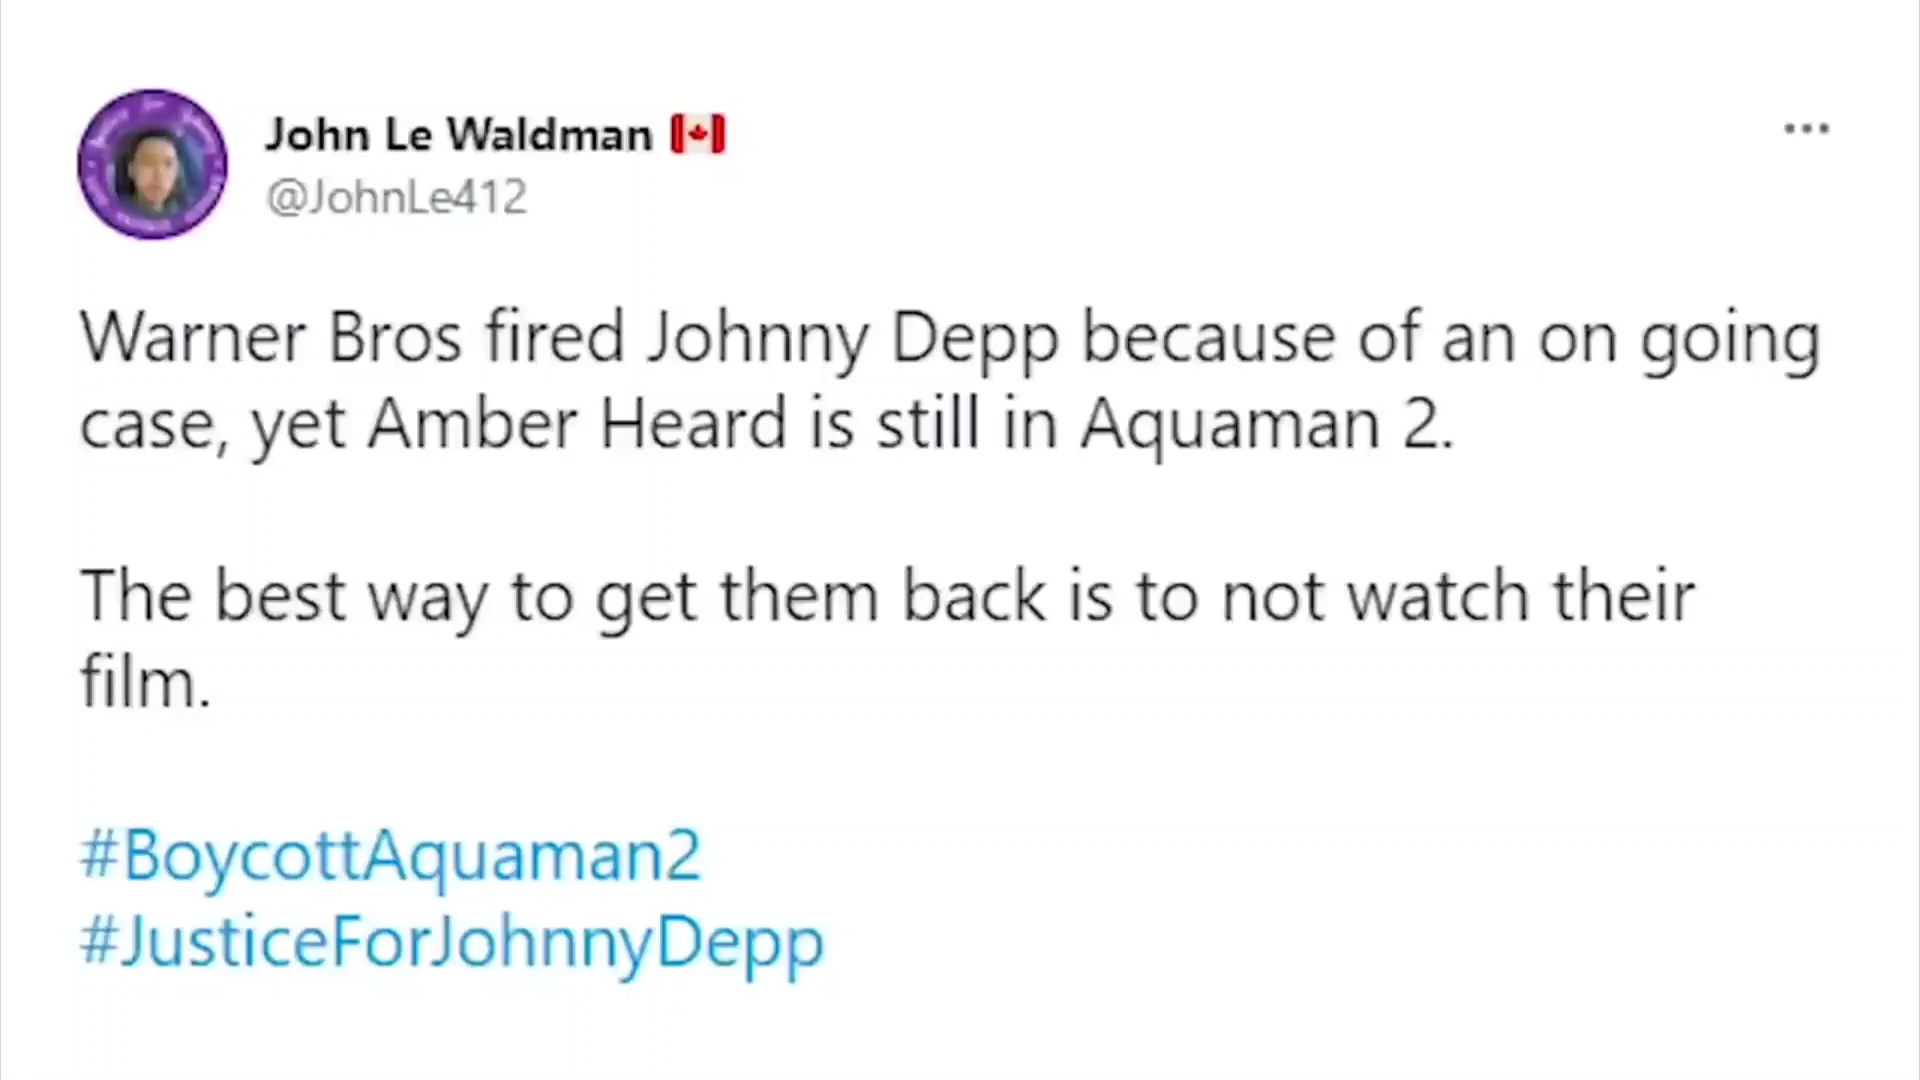 John Le Waldman 🇨🇦
@JohnLe412
Warner Bros fired Johnny Depp because of an on going
case, yet Amber Heard is still in Aquaman 2.
The best way to get them back is to not watch their
film.
#BoycottAquaman2
#JusticeForJohnnyDepp